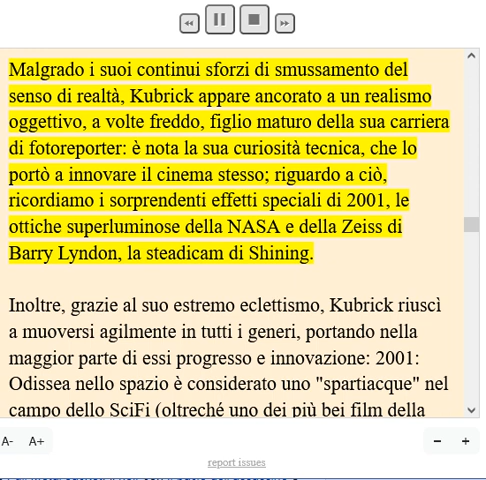 Malgrado i suoi continui sforzi di smussamento del
senso di realtà, Kubrick appare ancorato a un realismo
oggettivo, a volte freddo, figlio maturo della sua carriera
di fotoreporter: è nota la sua curiosità tecnica, che lo
portò a innovare il cinema stesso; riguardo a ciò,
ricordiamo i sorprendenti effetti speciali di 2001, le
ottiche superluminose della NASA e della Zeiss di
Barry Lyndon, la steadicam di Shining.
Inoltre, grazie al suo estremo eclettismo, Kubrick riuscì
a muoversi agilmente in tutti i generi, portando nella
maggior parte di essi progresso e innovazione: 2001:
Odissea nello spazio è considerato uno "spartiacque" nel
campo dello SciFi (oltreché uno dei più bei film della
A- A+ - +
report issues